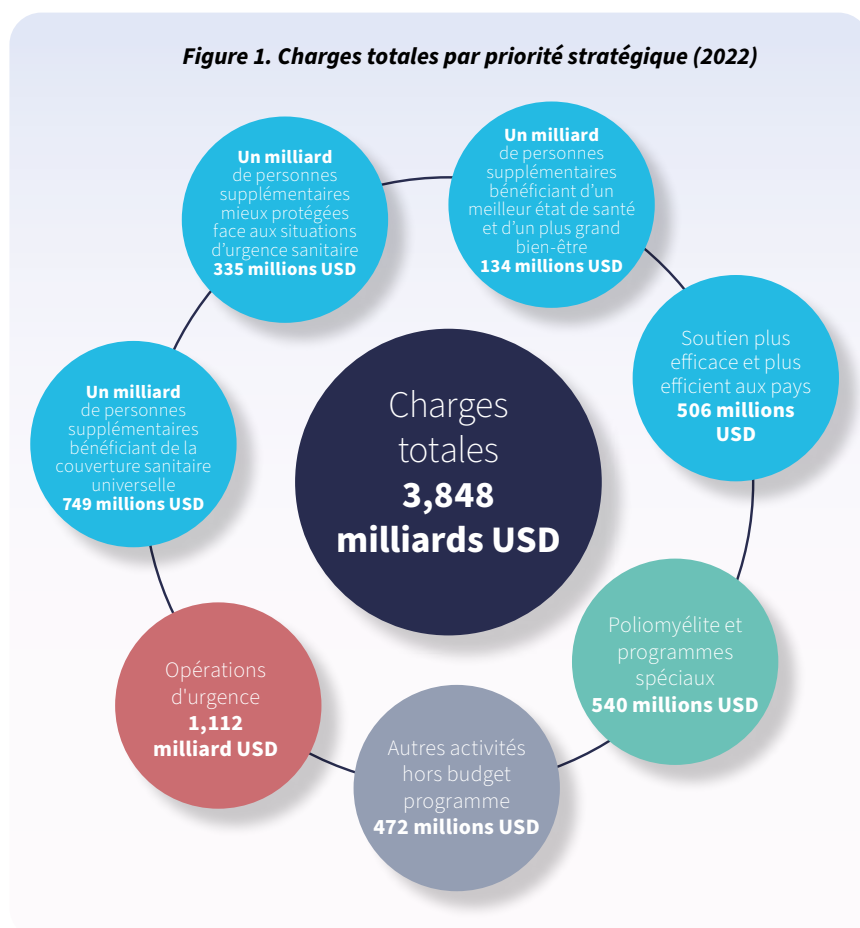 Figure 1. Charges totales par priorité stratégique (2022)
Un milliard
de personnes
supplémentaires
mieux protégées
face aux situations
d’urgence sanitaire
335 millions USD
Un milliard
de personnes
supplémentaires
bénéficiant d’un
meilleur état de santé
et d’un plus grand
bien-être
134 millions USD
Soutien plus
efficace et plus
efficient aux pays
506 millions
USD
Un milliard
de personnes
supplémentaires
bénéficiant de la
couverture sanitaire
universelle
749 millions USD
Charges
totales
3,848
milliards USD
Poliomyélite et
programmes
spéciaux
540 millions USD
Opérations
d'urgence
1,112
milliard USD
Autres activités
hors budget
programme
472 millions USD